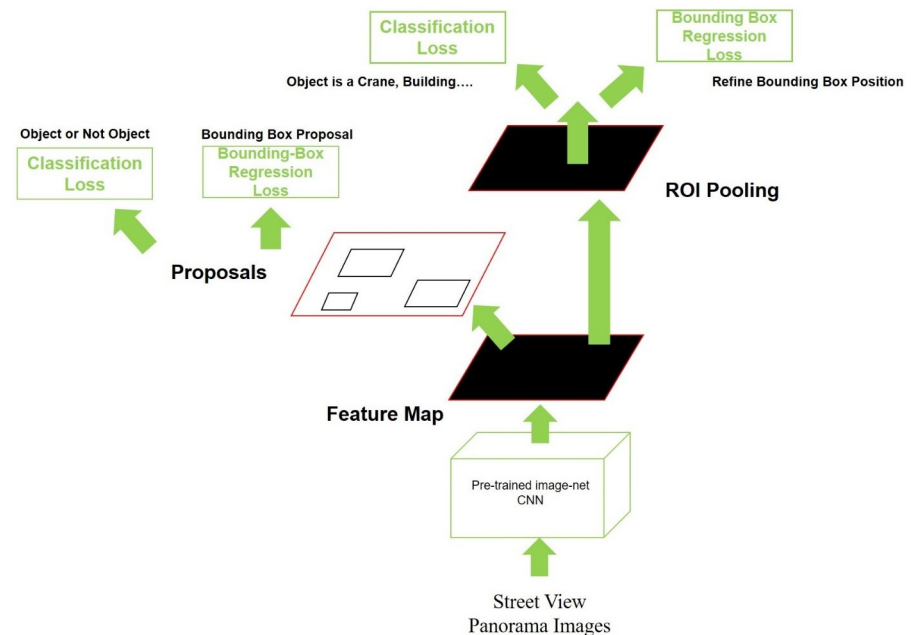 Classification
Loss
Bounding Box
Regression
Loss
Object is a Crane, Building....
Refine Bounding Box Position
Object or Not Object
Classification
Loss
Bounding Box Proposal
Bounding-Box
Regression
Loss
ROI Pooling
Proposals
Feature Map
Pre-trained image-net
CNN
Street View
Panorama Images